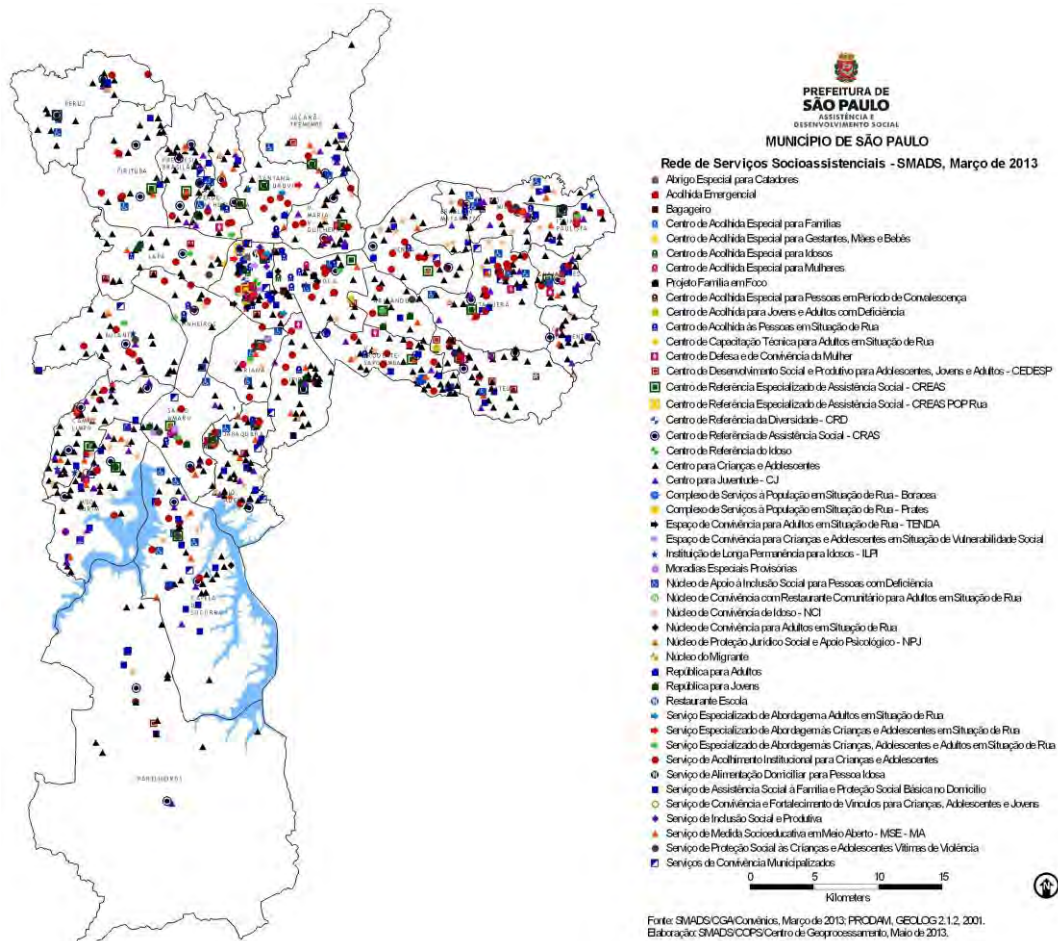 PREFEITURA DE
SÃO PAULO
ASSISTÊNCIA E
DESENVOLVIMENTO SOCIAL
MUNICÍPIO DE SÃO PAULO
Rede de Serviços Socioassistenciais - SMADS, Março de 2013
Abrigo Especial para Catadores
Acolhida Emergencial
Bagageiro
Centro de Acolhida Especial para Famílias
Centro de Acolhida Especial para Gestantes, Mães e Bebês
Centro de Acolhida Especial para Idosos
Centro de Acolhida Especial para Mulheres
Projeto Família em Foco
Centro de Acolhida Especial para Pessoas em Período de Convalescença
Centro de Acolhida para Jovens e Adultos com Deficiência
Centro de Acolhida às Pessoas em Situação de Rua
Centro de Capacitação Técnica para Adultos em Situação de Rua
Centro de Defesa e de Convivência da Mulher
Centro de Desenvolvimento Social e Produtivo para Adolescentes, Jovens e Adultos - CEDESP
Centro de Referência Especializado de Assistência Social - CREAS
Centro de Referência Especializado de Assistência Social - CREAS POP Rua
Centro de Referência da Diversidade - CRD
Centro de Referência de Assistência Social - CRAS
Centro de Referência do Idoso
Centro para Crianças e Adolescentes
Centro para Juventude - CJ
Complexo de Serviços à População em Situação de Rua - Boracea
Complexo de Serviços à População em Situação de Rua - Prates
Espaço de Convivência para Adultos em Situação de Rua - TENDA
Espaço de Convivência para Crianças e Adolescentes em Situação de Vulnerabilidade Social
Instituição de Longa Permanência para Idosos - ILPI
Moradias Especiais Provisórias
Núcleo de Apoio à Inclusão Social para Pessoas com Deficiência
Núcleo de Convivência com Restaurante Comunitário para Adultos em Situação de Rua
Núcleo de Convivência de Idoso - NCI
Núcleo de Convivência para Adultos em Situação de Rua
Núcleo de Proteção Jurídico Social e Apoio Psicológico - NPJ
Núcleo do Migrante
República para Adultos
República para Jovens
Restaurante Escola
Serviço Especializado de Abordagem a Adultos em Situação de Rua
Serviço Especializado de Abordagem às Crianças e Adolescentes em Situação de Rua
Serviço Especializado de Abordagem às Crianças, Adolescentes e Adultos em Situação de Rua
Serviço de Acolhimento Institucional para Crianças e Adolescentes
Serviço de Alimentação Domiciliar para Pessoa Idosa
Serviço de Assistência Social à Família e Proteção Social Básica no Domicílio
Serviço de Convivência e Fortalecimento de Vínculos para Crianças, Adolescentes e Jovens
Serviço de Inclusão Social e Produtiva
Serviço de Medida Socioeducativa em Meio Aberto - MSE - MA
Serviço de Proteção Social às Crianças e Adolescentes Vítimas de Violência
Serviços de Convivência Municipalizados
0 5 10 15
Kilometers
N
Fonte: SMADS/CGA/Convênios, Março de 2013; PRODAM, GEOLOG 2.1.2, 2001.
Elaboração: SMADS/COPS/Centro de Geoprocessamento, Maio de 2013.
PERUS
PIRITUBA
LAPA
PARELHEIROS